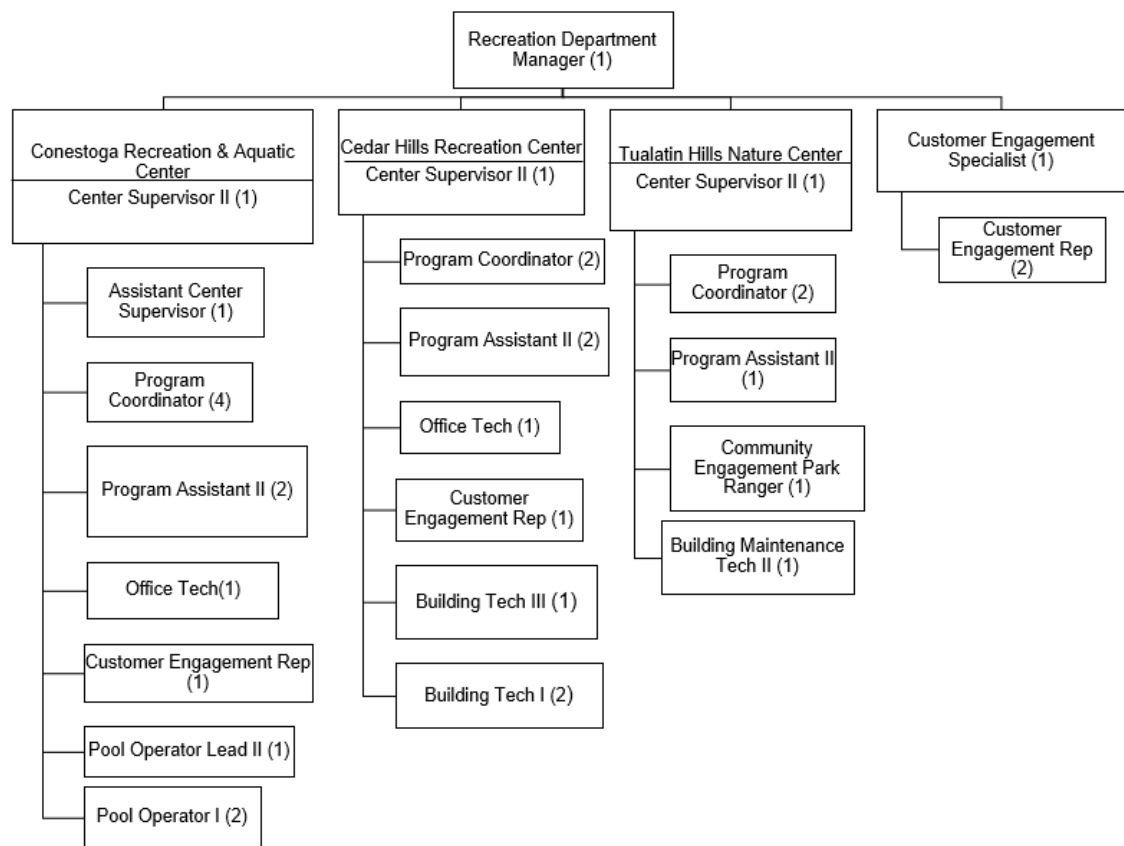 Recreation Department
Manager (1)
Conestoga Recreation & Aquatic
Center
Center Supervisor II (1)
Assistant Center
Supervisor (1)
Program
Coordinator (4)
Program Assistant II (2)
Office Tech(1)
Customer Engagement Rep
(1)
Pool Operator Lead II (1)
Pool Operator I (2)
Cedar Hills Recreation Center
Center Supervisor II (1)
Program Coordinator (2)
Program Assistant II (2)
Office Tech (1)
Customer
Engagement Rep (1)
Building Tech III (1)
Building Tech I (2)
Tualatin Hills Nature Center
Center Supervisor II (1)
Program
Coordinator (2)
Program Assistant II
(1)
Community
Engagement Park
Ranger (1)
Building Maintenance
Tech II (1)
Customer Engagement
Specialist (1)
Customer
Engagement Rep
(2)